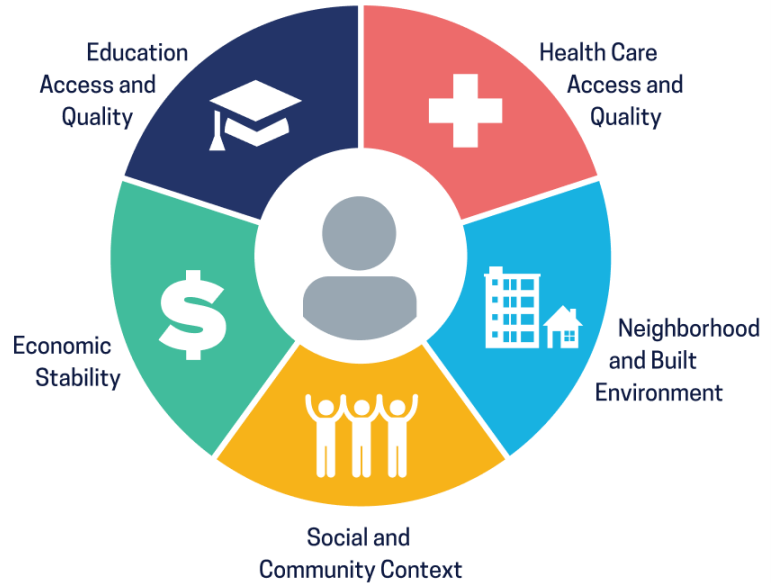 Education
Access and
Quality
Health Care
Access and
Quality
Economic
Stability
Neighborhood
and Built
Environment
Social and
Community Context